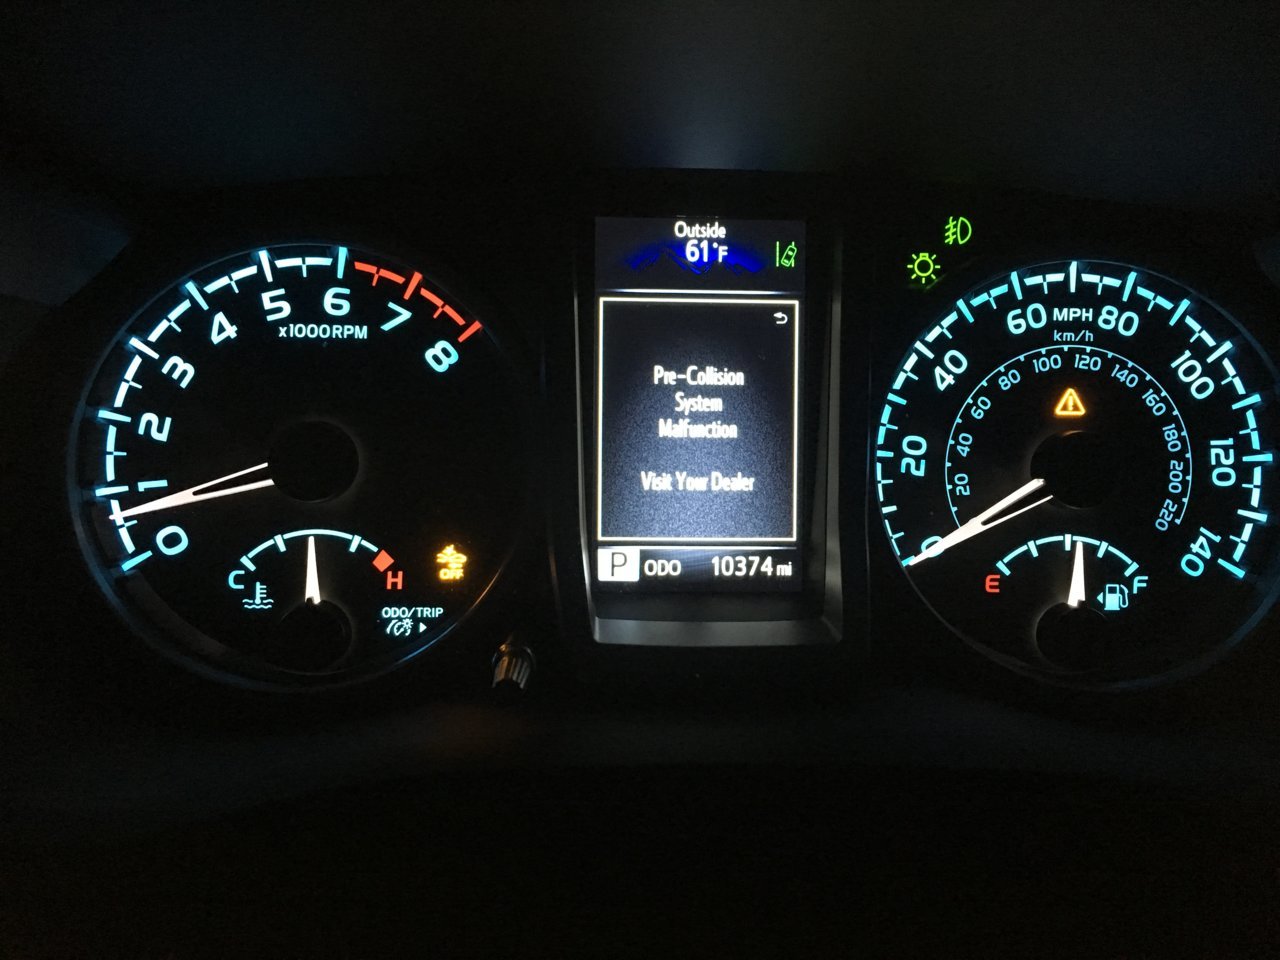 Outside
61°F
Pre-Collision
System
Malfunction
Visit Your Dealer
P ODO 10374 mi
0
1
2
3
4
5
6
7
8
x1000RPM
C
H
OFF
ODO/TRIP
0
20
40
60
MPH
80
100
120
140
km/h
20
40
60
80
100
120
140
160
180
200
220
E
F